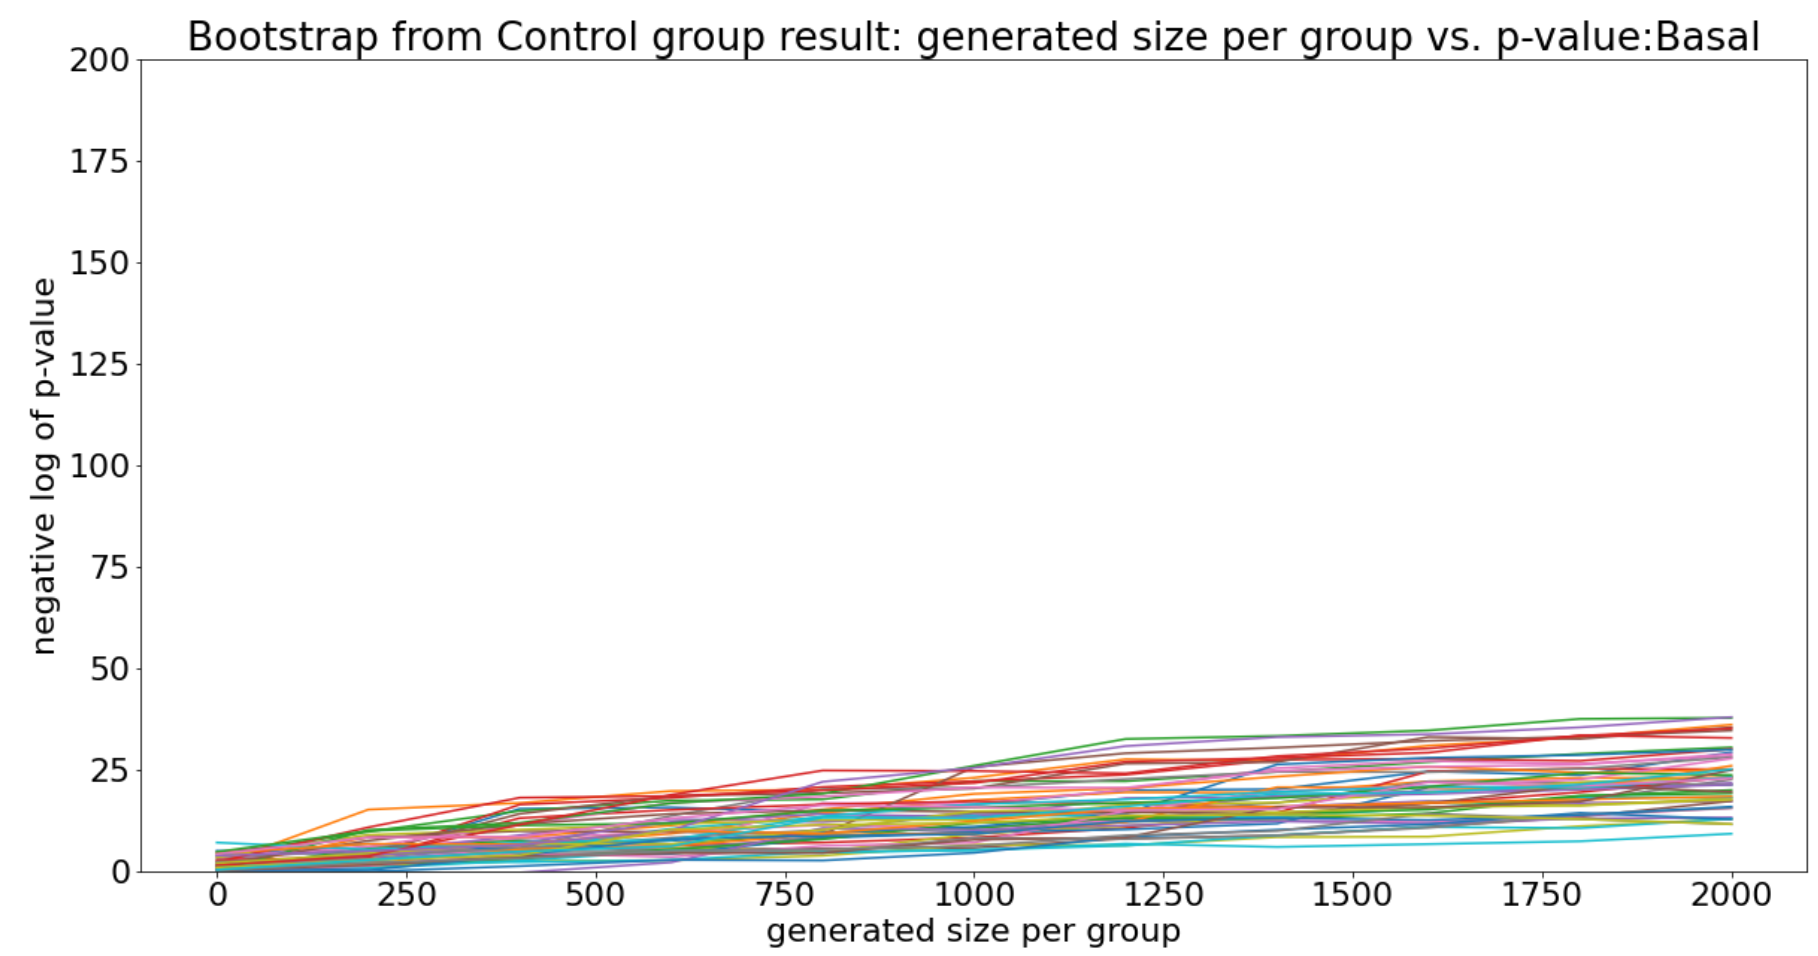 Bootstrap from Control group result: generated size per group vs. p-value:Basal
200
175
150
125
100
75
50
25
0
negative log of p-value
0 250 500 750 1000 1250 1500 1750 2000
generated size per group